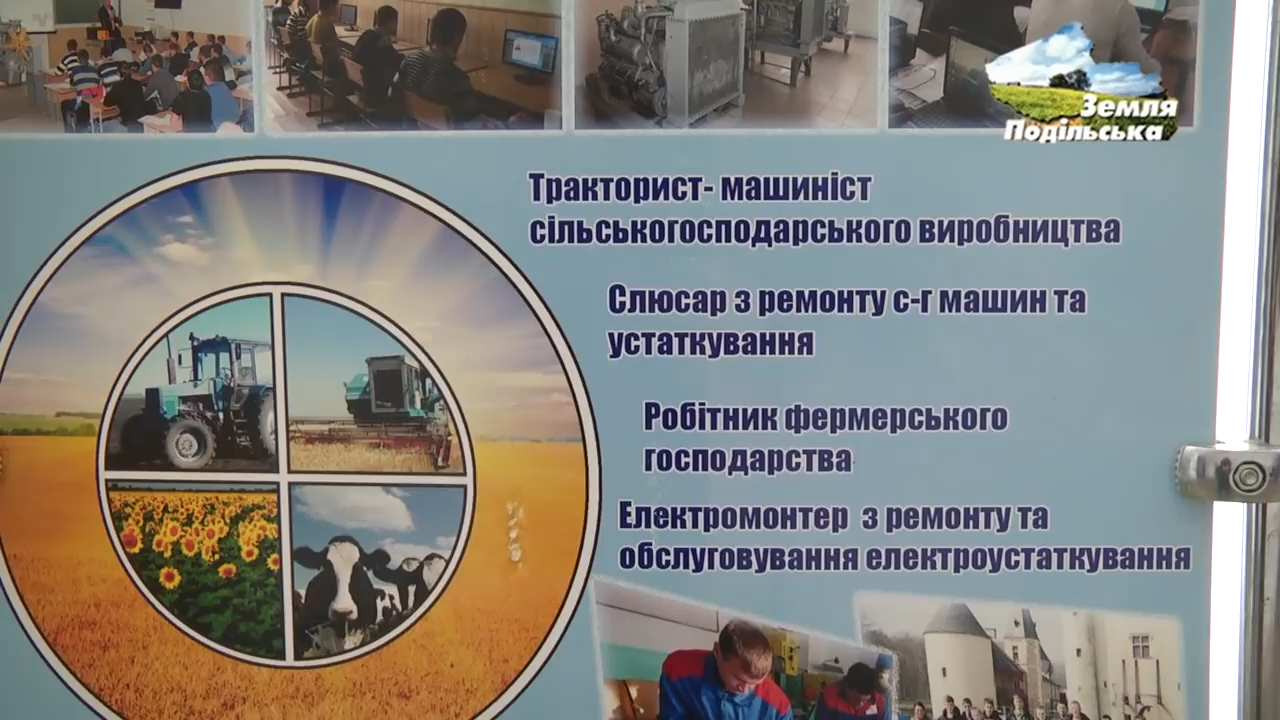 Земля
Подільська
Тракторист- машиніст
сільськогосподарського виробництва
Слюсар з ремонту с-г машин та
устаткування
Робітник фермерського
господарства
Електромонтер з ремонту та
обслуговування електроустаткування